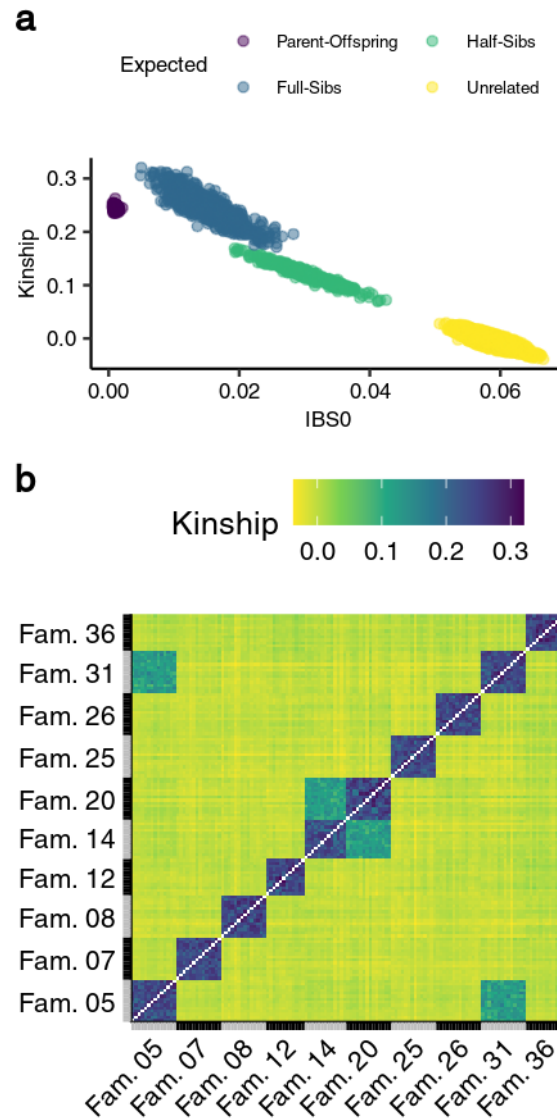 a
Expected
Parent-Offspring
Half-Sibs
Full-Sibs
Unrelated
Kinship
0.3
0.2
0.1
0.0
0.00 0.02 0.04 0.06
IBS0
b
Kinship
0.0 0.1 0.2 0.3
Fam. 36
Fam. 31
Fam. 26
Fam. 25
Fam. 20
Fam. 14
Fam. 12
Fam. 08
Fam. 07
Fam. 05
Fam. 05 Fam. 07 Fam. 08 Fam. 12 Fam. 14 Fam. 20 Fam. 25 Fam. 26 Fam. 31 Fam. 36